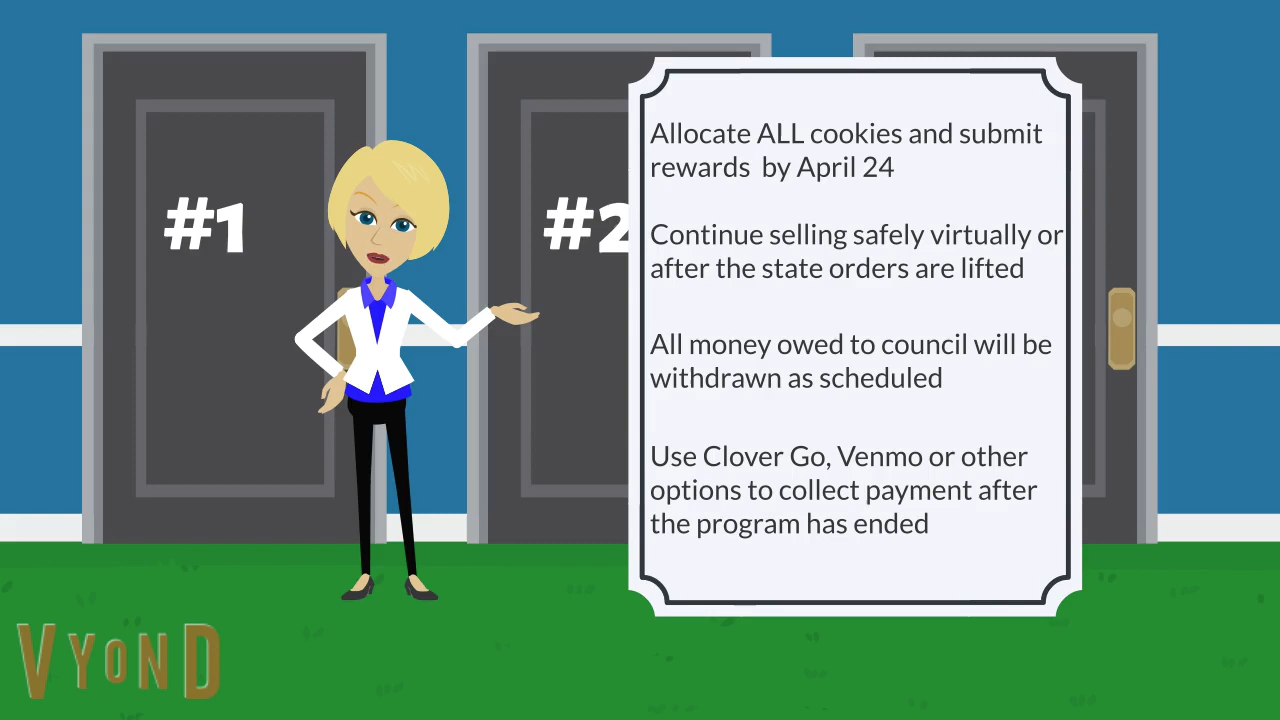 #1
#2
Allocate ALL cookies and submit
rewards  by April 24
Continue selling safely virtually or
after the state orders are lifted
All money owed to council will be
withdrawn as scheduled
Use Clover Go, Venmo or other
options to collect payment after
the program has ended
VYOND